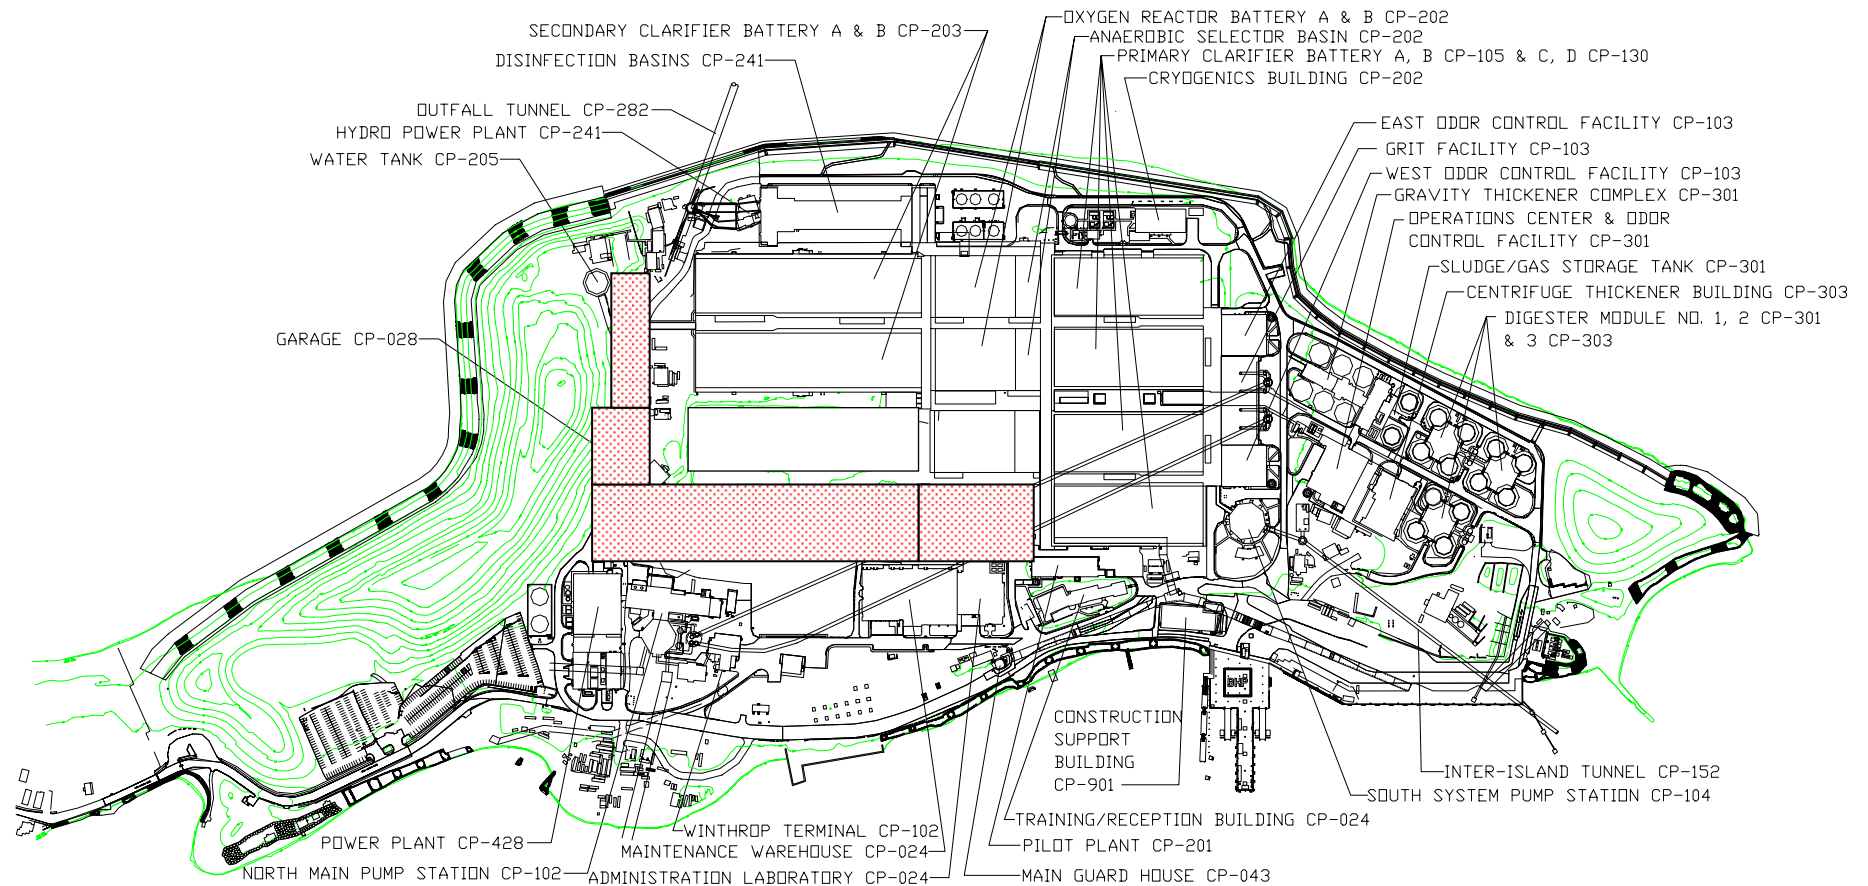 SECONDARY CLARIFIER BATTERY A & B CP-203
DISINFECTION BASINS CP-241
OUTFALL TUNNEL CP-282
HYDRO POWER PLANT CP-241
WATER TANK CP-205
GARAGE CP-028
OXYGEN REACTOR BATTERY A & B CP-202
ANAEROBIC SELECTOR BASIN CP-202
PRIMARY CLARIFIER BATTERY A, B CP-105 & C, D CP-130
CRYOGENICS BUILDING CP-202
EAST ODOR CONTROL FACILITY CP-103
GRIT FACILITY CP-103
WEST ODOR CONTROL FACILITY CP-103
GRAVITY THICKENER COMPLEX CP-301
OPERATIONS CENTER & ODOR
CONTROL FACILITY CP-301
SLUDGE/GAS STORAGE TANK CP-301
CENTRIFUGE THICKENER BUILDING CP-303
DIGESTER MODULE NO. 1, 2 CP-301
& 3 CP-303
BHP
CONSTRUCTION
SUPPORT
BUILDING
CP-901
INTER-ISLAND TUNNEL CP-152
SOUTH SYSTEM PUMP STATION CP-104
TRAINING/RECEPTION BUILDING CP-024
PILOT PLANT CP-201
MAIN GUARD HOUSE CP-043
WINTHROP TERMINAL CP-102
MAINTENANCE WAREHOUSE CP-024
ADMINISTRATION LABORATORY CP-024
POWER PLANT CP-428
NORTH MAIN PUMP STATION CP-102